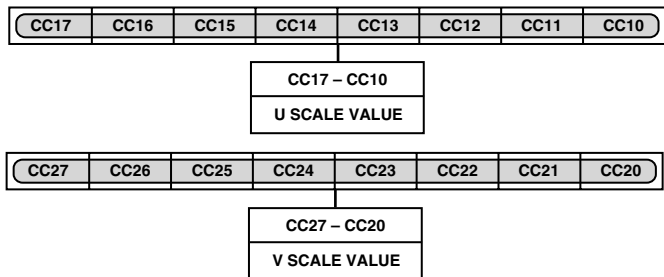 CC17 CC16 CC15 CC14 CC13 CC12 CC11 CC10
CC17 – CC10
U SCALE VALUE
CC27 CC26 CC25 CC24 CC23 CC22 CC21 CC20
CC27 – CC20
V SCALE VALUE